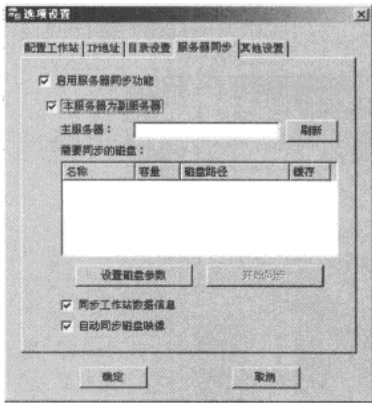 选项设置
配置工作站 IP地址 目录设置 服务器同步 其他设置
启用服务器同步功能
本服务器为副服务器
主服务器： 刷新
需要同步的磁盘：
名称 容量 磁盘路径 缓存
设置磁盘参数 开始同步
同步工作站数据信息
自动同步磁盘映像
确定 取消